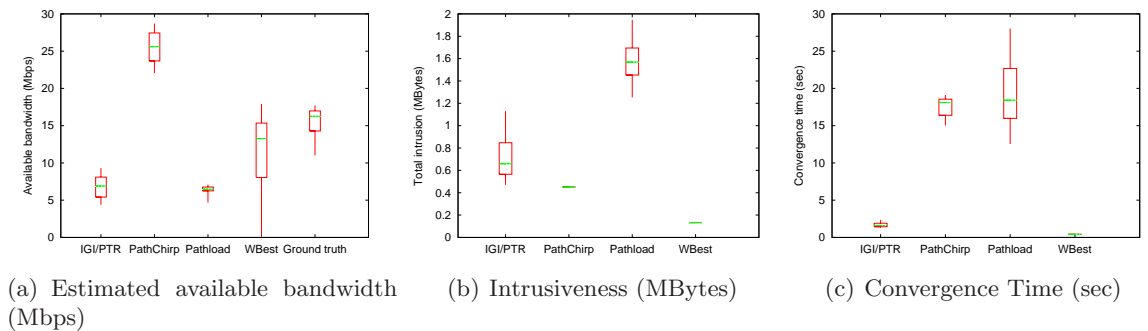 30
25
20
15
10
5
0
Available bandwidth (Mbps)
IGI/PTR PathChirp Pathload WBest Ground truth
(a) Estimated available bandwidth
(Mbps)
2
1.8
1.6
1.4
1.2
1
0.8
0.6
0.4
0.2
0
Total intrusion (MBytes)
IGI/PTR PathChirp Pathload WBest
(b) Intrusiveness (MBytes)
30
25
20
15
10
5
0
Convergence time (sec)
IGI/PTR PathChirp Pathload WBest
(c) Convergence Time (sec)